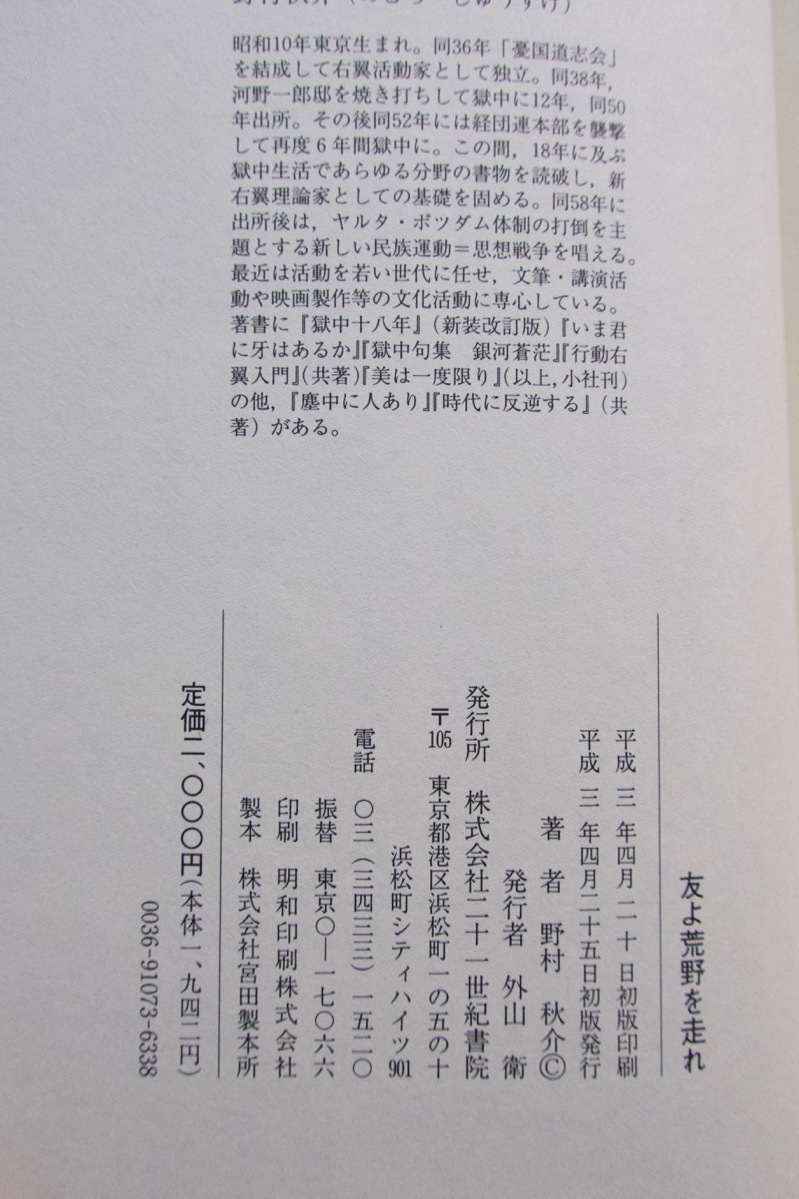 野村秋介（のむら しゅうすけ）
昭和10年東京生まれ。同36年「憂国道志会」
を結成して右翼活動家として独立。同38年，
河野一郎邸を焼き打ちして獄中に12年，同50
年出所。その後同52年には経団連本部を襲撃
して再度6年間獄中に。この間，18年に及ぶ
獄中生活であらゆる分野の書物を読破し，新
右翼理論家としての基礎を固める。同58年に
出所後は，ヤルタ・ポツダム体制の打倒を主
題とする新しい民族運動＝思想戦争を唱える。
最近は活動を若い世代に任せ，文筆・講演活
動や映画製作等の文化活動に専心している。
著書に『獄中十八年』（新装改訂版）『いま君
に牙はあるか』『獄中句集　銀河蒼茫』『行動右
翼入門』（共著）『美は一度限り』（以上，小社刊）
の他，『塵中に人あり』『時代に反逆する』（共
著）がある。
友よ荒野を走れ
平成三年四月二十日初版印刷
平成三年四月二十五日初版発行
著者　野村　秋介©
発行者　外山　衛
発行所　株式会社二十一世紀書院
〒105　東京都港区浜松町一の五の十
浜松町シティハイツ901
電話　〇三（三四三三）一五二〇
振替　東京〇―一七〇六六
印刷　明和印刷株式会社
製本　株式会社宮田製本所
定価二、〇〇〇円（本体一、九四二円）
0036-91073-6338